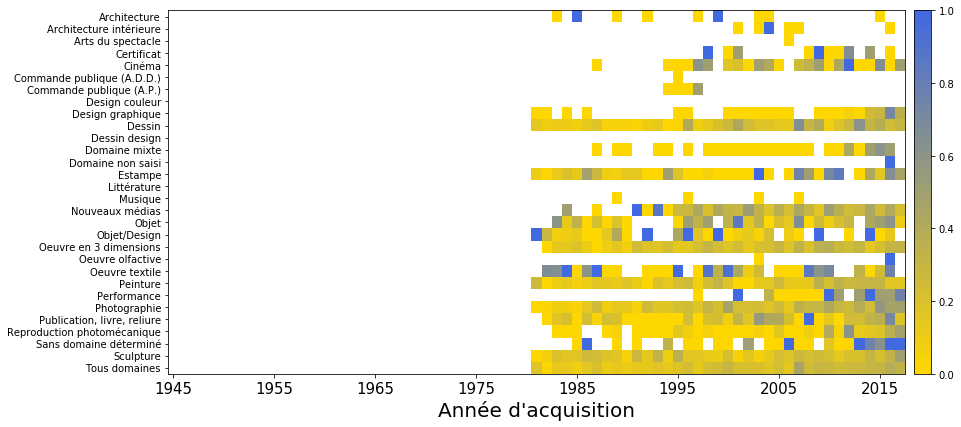 Architecture
Architecture intérieure
Arts du spectacle
Certificat
Cinéma
Commande publique (A.D.D.)
Commande publique (A.P.)
Design couleur
Design graphique
Dessin
Dessin design
Domaine mixte
Domaine non saisi
Estampe
Littérature
Musique
Nouveaux médias
Objet
Objet/Design
Oeuvre en 3 dimensions
Oeuvre olfactive
Oeuvre textile
Peinture
Performance
Photographie
Publication, livre, reliure
Reproduction photomécanique
Sans domaine déterminé
Sculpture
Tous domaines
1945 1955 1965 1975 1985 1995 2005 2015
Année d'acquisition
1.0
0.8
0.6
0.4
0.2
0.0